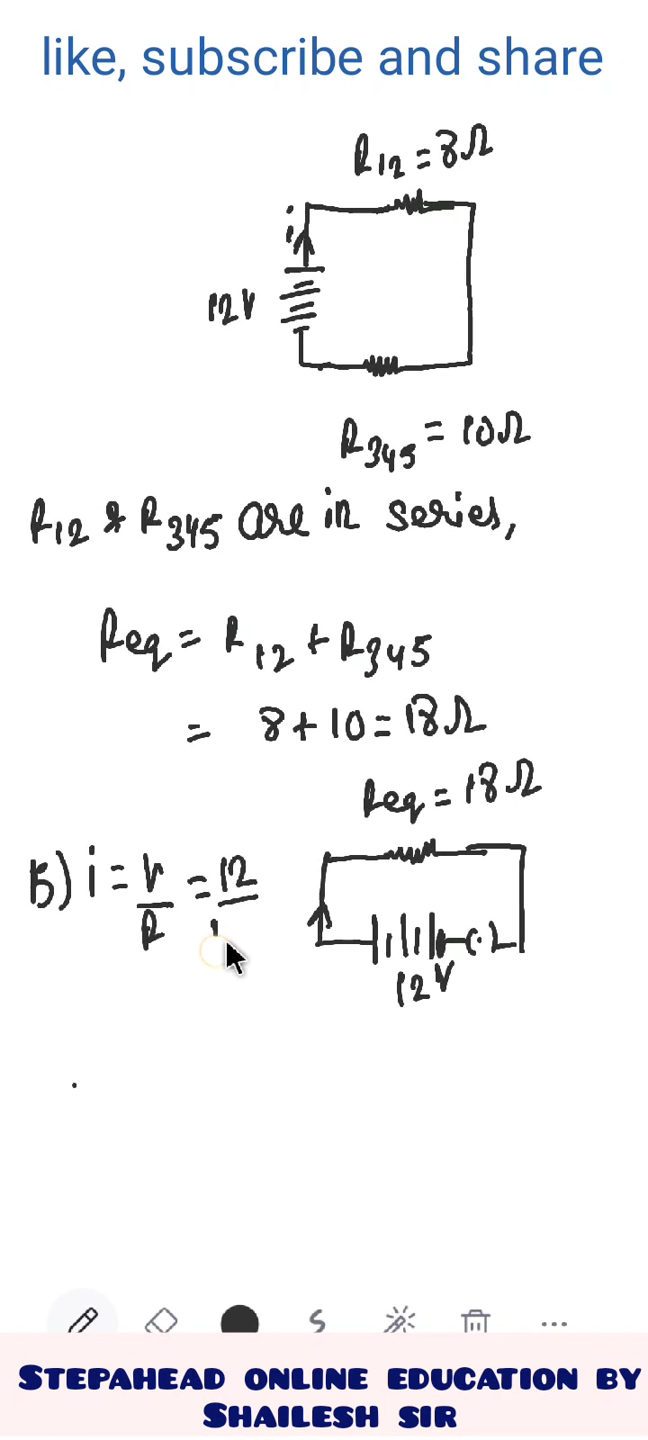 like, subscribe and share
R12 = 8Ω
i
12V
R345 = 10Ω
R12 & R345 are in series,
Req = R12 + R345
= 8 + 10 = 18Ω
Req = 18Ω
B) i = V/R = 12/1
12V
STEPAHEAD ONLINE EDUCATION BY
SHAILESH SIR